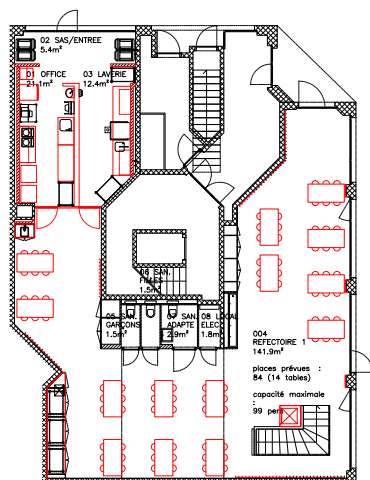 02 SAS/ENTREE
5.4m²
01 OFFICE
21.1m²
03 LAVERIE
12.4m²
06 SAN.
FILLES
1.5m²
05 SAN.
GARÇONS
1.5m²
07 SAN.
ADAPTE
2.9m²
08 LOCAL
ELEC.
1.8m²
004
REFECTOIRE 1
141.9m²
places prévues :
84 (14 tables)
capacité maximale
:
99 pers